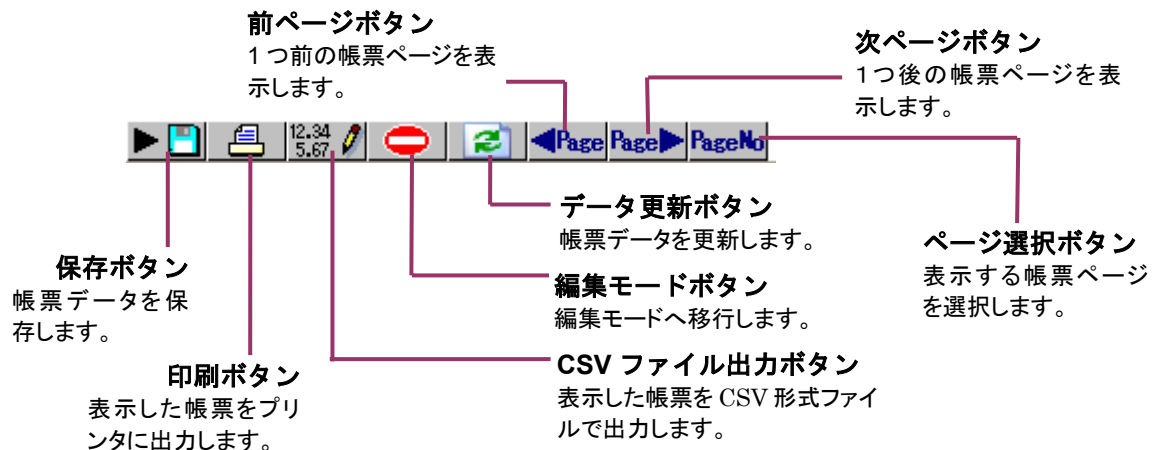 前ページボタン
1つ前の帳票ページを表
示します。
次ページボタン
1つ後の帳票ページを表
示します。
12.34
5.67
Page
Page
PageNo
データ更新ボタン
帳票データを更新します。
ページ選択ボタン
表示する帳票ページ
を選択します。
保存ボタン
帳票データを保
存します。
編集モードボタン
編集モードへ移行します。
印刷ボタン
表示した帳票をプリ
ンタに出力します。
CSV ファイル出力ボタン
表示した帳票を CSV 形式ファイ
ルで出力します。